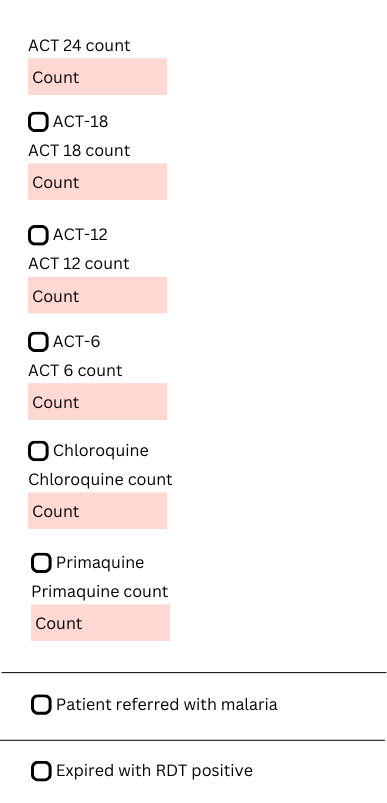 ACT 24 count
Count
ACT-18
ACT 18 count
Count
ACT-12
ACT 12 count
Count
ACT-6
ACT 6 count
Count
Chloroquine
Chloroquine count
Count
Primaquine
Primaquine count
Count
Patient referred with malaria
Expired with RDT positive